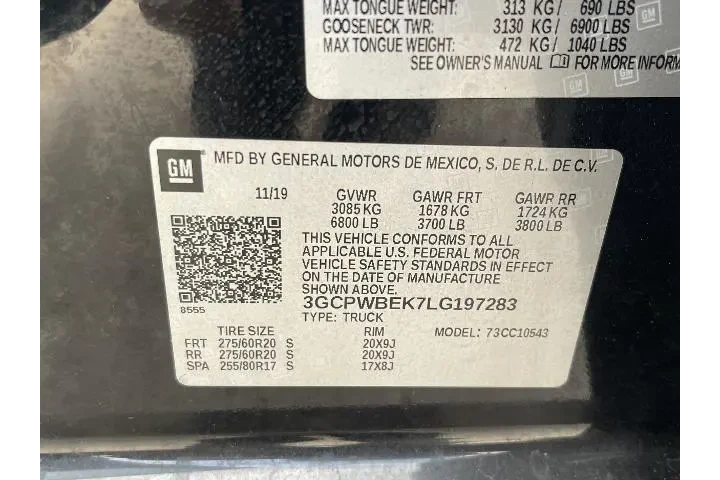 MAX TONGUE WEIGHT: 313 KG/ 690 LBS
GOOSENECK TWR: 3130 KG/ 6900 LBS
MAX TONGUE WEIGHT: 472 KG/ 1040 LBS
SEE OWNER'S MANUAL FOR MORE INFORM
GM
MFD BY GENERAL MOTORS DE MEXICO, S. DE R.L. DE C.V.
11/19 GVWR GAWR FRT GAWR RR
3085 KG 1678 KG 1724 KG
6800 LB 3700 LB 3800 LB
THIS VEHICLE CONFORMS TO ALL
APPLICABLE U.S. FEDERAL MOTOR
VEHICLE SAFETY STANDARDS IN EFFECT
ON THE DATE OF MANUFACTURE
SHOWN ABOVE.
3GCPWBEK7LG197283
8555
TYPE: TRUCK MODEL: 73CC10543
TIRE SIZE RIM
FRT 275/60R20 S 20X9J
RR 275/60R20 S 20X9J
SPA 255/80R17 S 17X8J